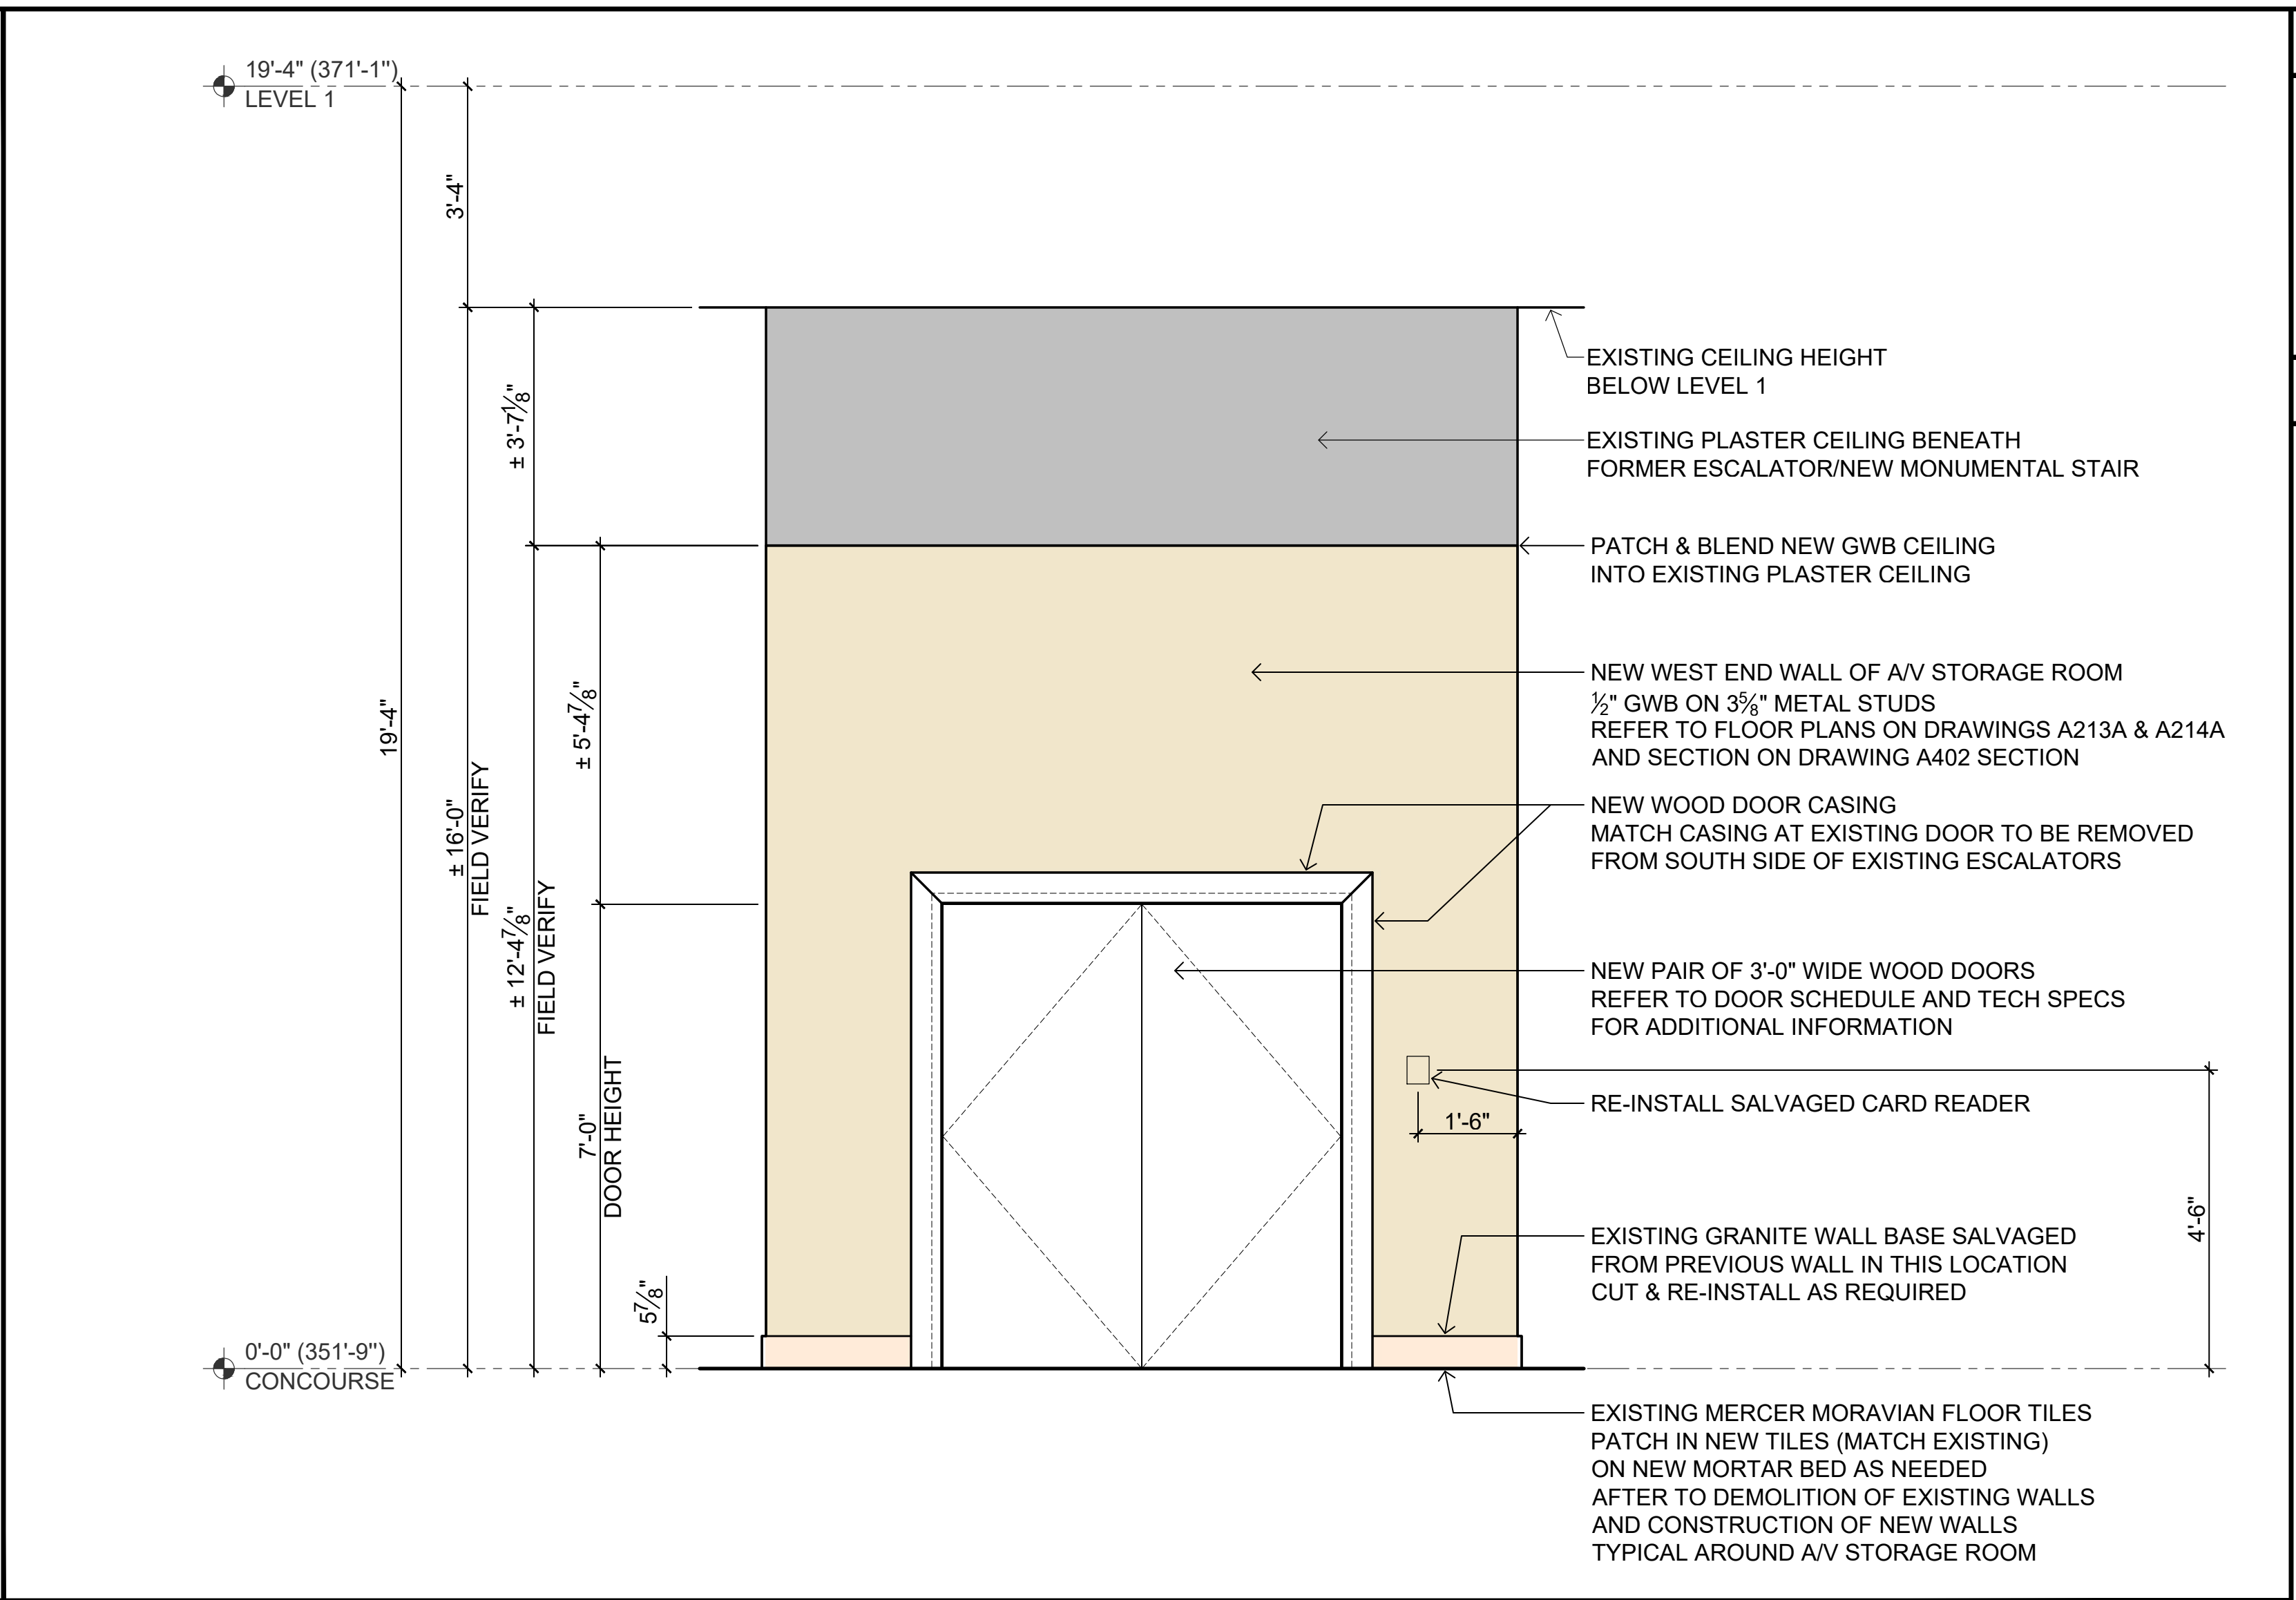 19'-4" (371'-1")
LEVEL 1
3'-4"
19'-4"
± 16'-0"
FIELD VERIFY
± 3'-7⅛"
± 12'-4⅞"
FIELD VERIFY
± 5'-4⅞"
7'-0"
DOOR HEIGHT
5⅞"
0'-0" (351'-9")
CONCOURSE
EXISTING CEILING HEIGHT
BELOW LEVEL 1
EXISTING PLASTER CEILING BENEATH
FORMER ESCALATOR/NEW MONUMENTAL STAIR
PATCH & BLEND NEW GWB CEILING
INTO EXISTING PLASTER CEILING
NEW WEST END WALL OF A/V STORAGE ROOM
½" GWB ON 3⅝" METAL STUDS
REFER TO FLOOR PLANS ON DRAWINGS A213A & A214A
AND SECTION ON DRAWING A402 SECTION
NEW WOOD DOOR CASING
MATCH CASING AT EXISTING DOOR TO BE REMOVED
FROM SOUTH SIDE OF EXISTING ESCALATORS
NEW PAIR OF 3'-0" WIDE WOOD DOORS
REFER TO DOOR SCHEDULE AND TECH SPECS
FOR ADDITIONAL INFORMATION
RE-INSTALL SALVAGED CARD READER
1'-6"
4'-6"
EXISTING GRANITE WALL BASE SALVAGED
FROM PREVIOUS WALL IN THIS LOCATION
CUT & RE-INSTALL AS REQUIRED
EXISTING MERCER MORAVIAN FLOOR TILES
PATCH IN NEW TILES (MATCH EXISTING)
ON NEW MORTAR BED AS NEEDED
AFTER TO DEMOLITION OF EXISTING WALLS
AND CONSTRUCTION OF NEW WALLS
TYPICAL AROUND A/V STORAGE ROOM